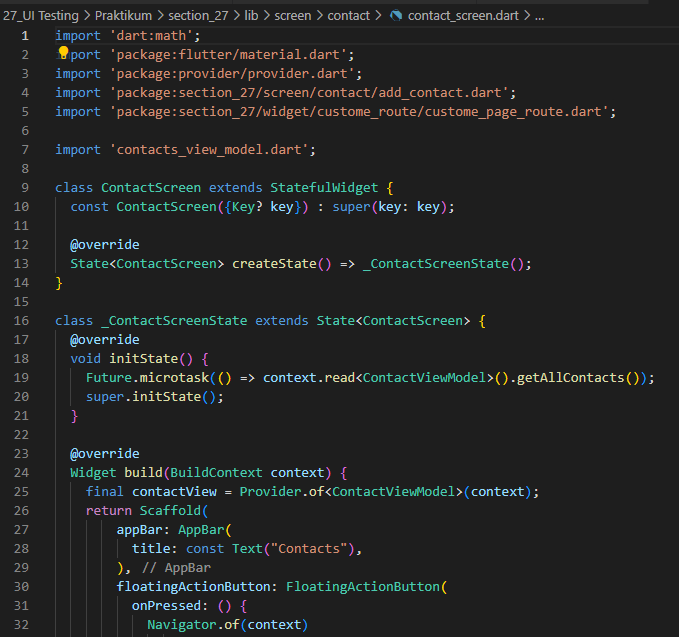 27_UI Testing > Praktikum > section_27 > lib > screen > contact > contact_screen.dart > ...
1 import 'dart:math';
2 port 'package:flutter/material.dart';
3 import 'package:provider/provider.dart';
4 import 'package:section_27/screen/contact/add_contact.dart';
5 import 'package:section_27/widget/custome_route/custome_page_route.dart';
6
7 import 'contacts_view_model.dart';
8
9 class ContactScreen extends StatefulWidget {
10   const ContactScreen({Key? key}) : super(key: key);
11
12   @override
13   State<ContactScreen> createState() => _ContactScreenState();
14 }
15
16 class _ContactScreenState extends State<ContactScreen> {
17   @override
18   void initState() {
19     Future.microtask(() => context.read<ContactViewModel>().getAllContacts());
20     super.initState();
21   }
22
23   @override
24   Widget build(BuildContext context) {
25     final contactView = Provider.of<ContactViewModel>(context);
26     return Scaffold(
27         appBar: AppBar(
28           title: const Text("Contacts"),
29         ), // AppBar
30         floatingActionButton: FloatingActionButton(
31           onPressed: () {
32             Navigator.of(context)